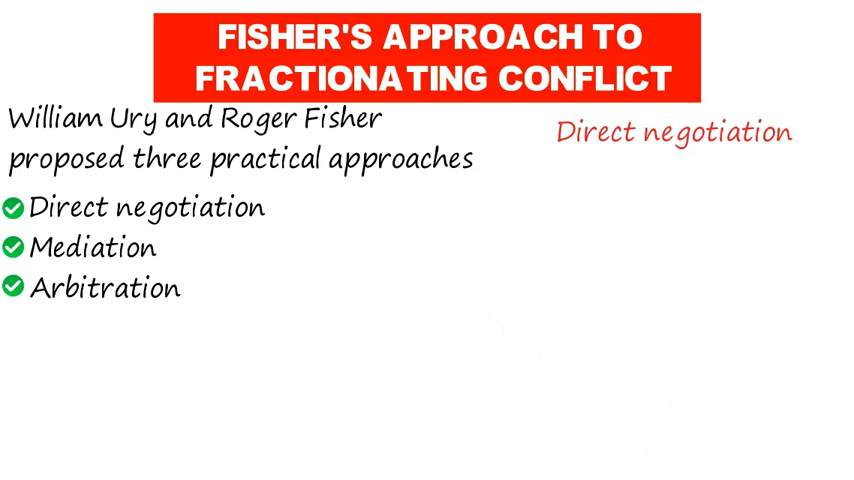 FISHER'S APPROACH TO
FRACTIONATING CONFLICT
William Ury and Roger Fisher
proposed three practical approaches
Direct negotiation
Mediation
Arbitration
Direct negotiation